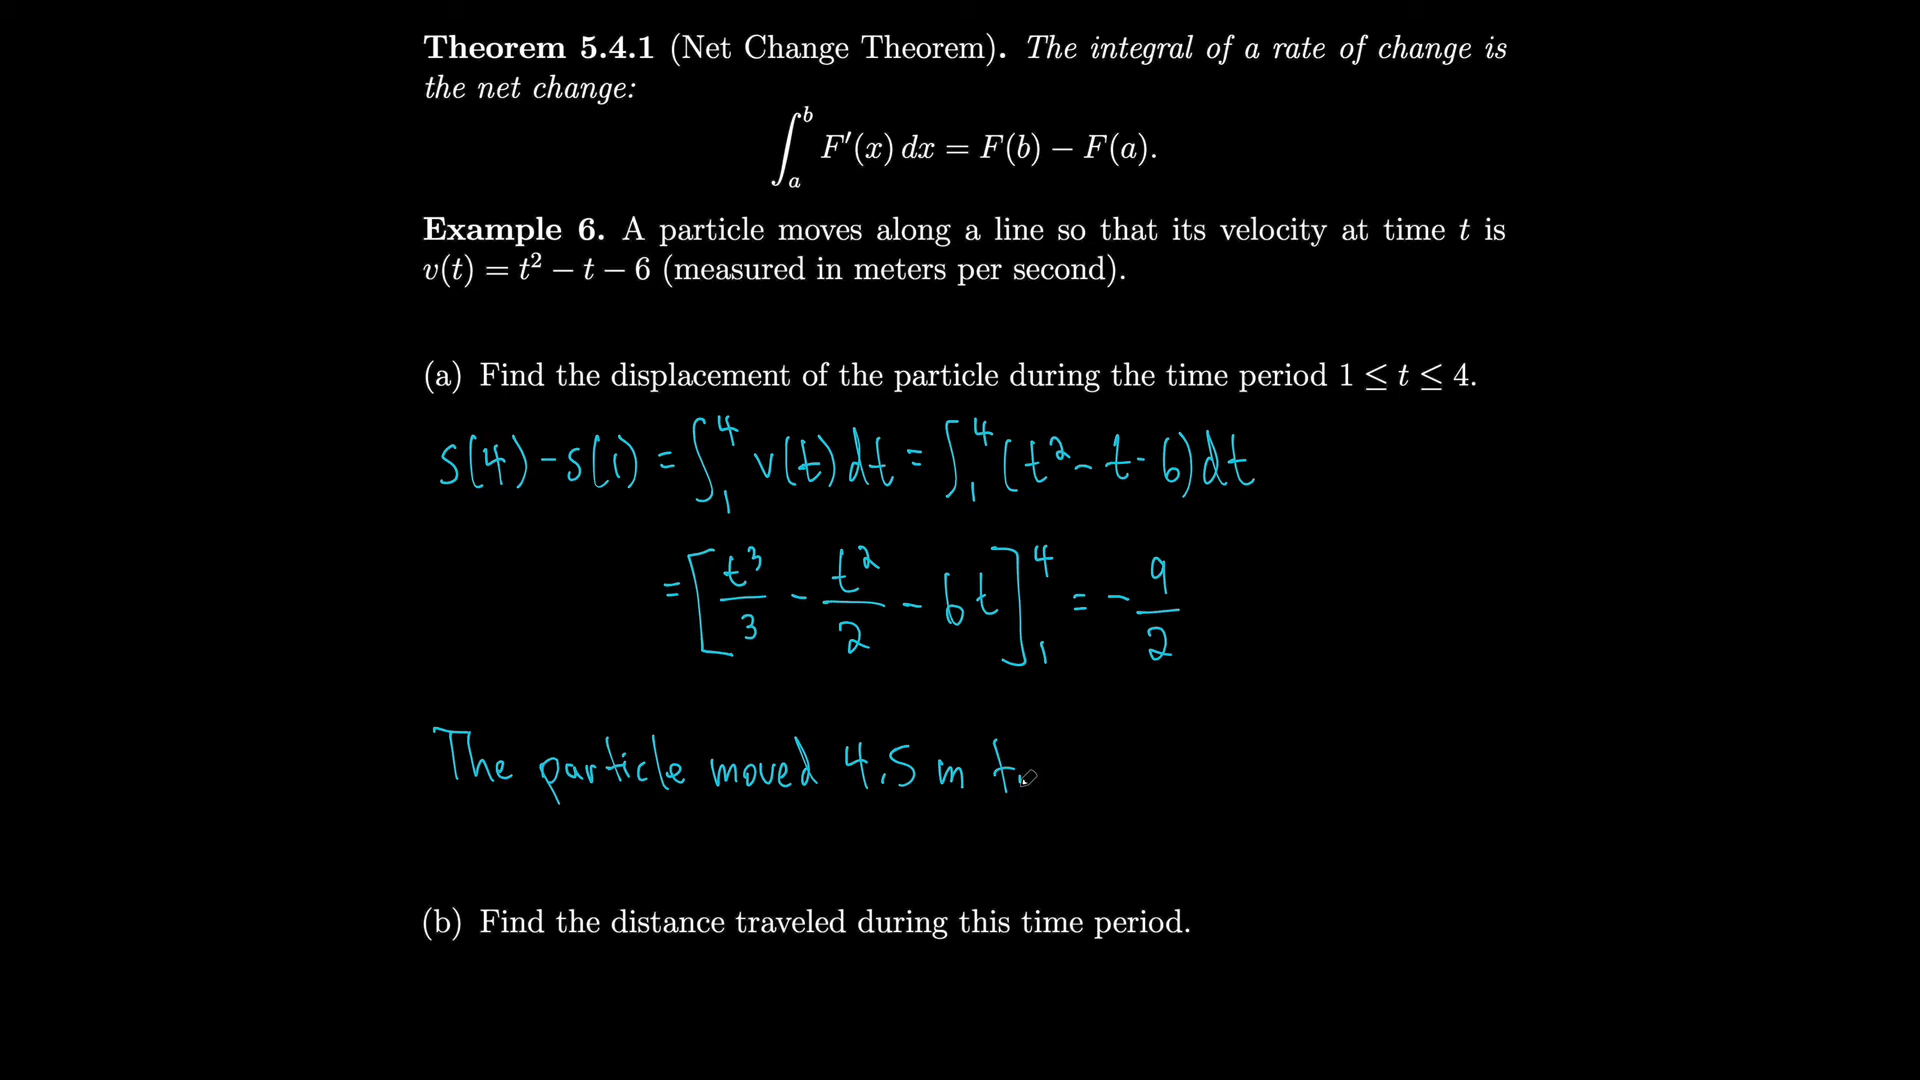 Theorem 5.4.1 (Net Change Theorem). The integral of a rate of change is
the net change:
∫_a^b F′(x) dx = F(b) − F(a).
Example 6. A particle moves along a line so that its velocity at time t is
v(t) = t² − t − 6 (measured in meters per second).
(a) Find the displacement of the particle during the time period 1 ≤ t ≤ 4.
s(4) - s(1) = ∫_1^4 v(t) dt = ∫_1^4 (t² - t - 6) dt
= [t³/3 - t²/2 - 6t]_1^4 = -9/2
The particle moved 4.5 m
(b) Find the distance traveled during this time period.